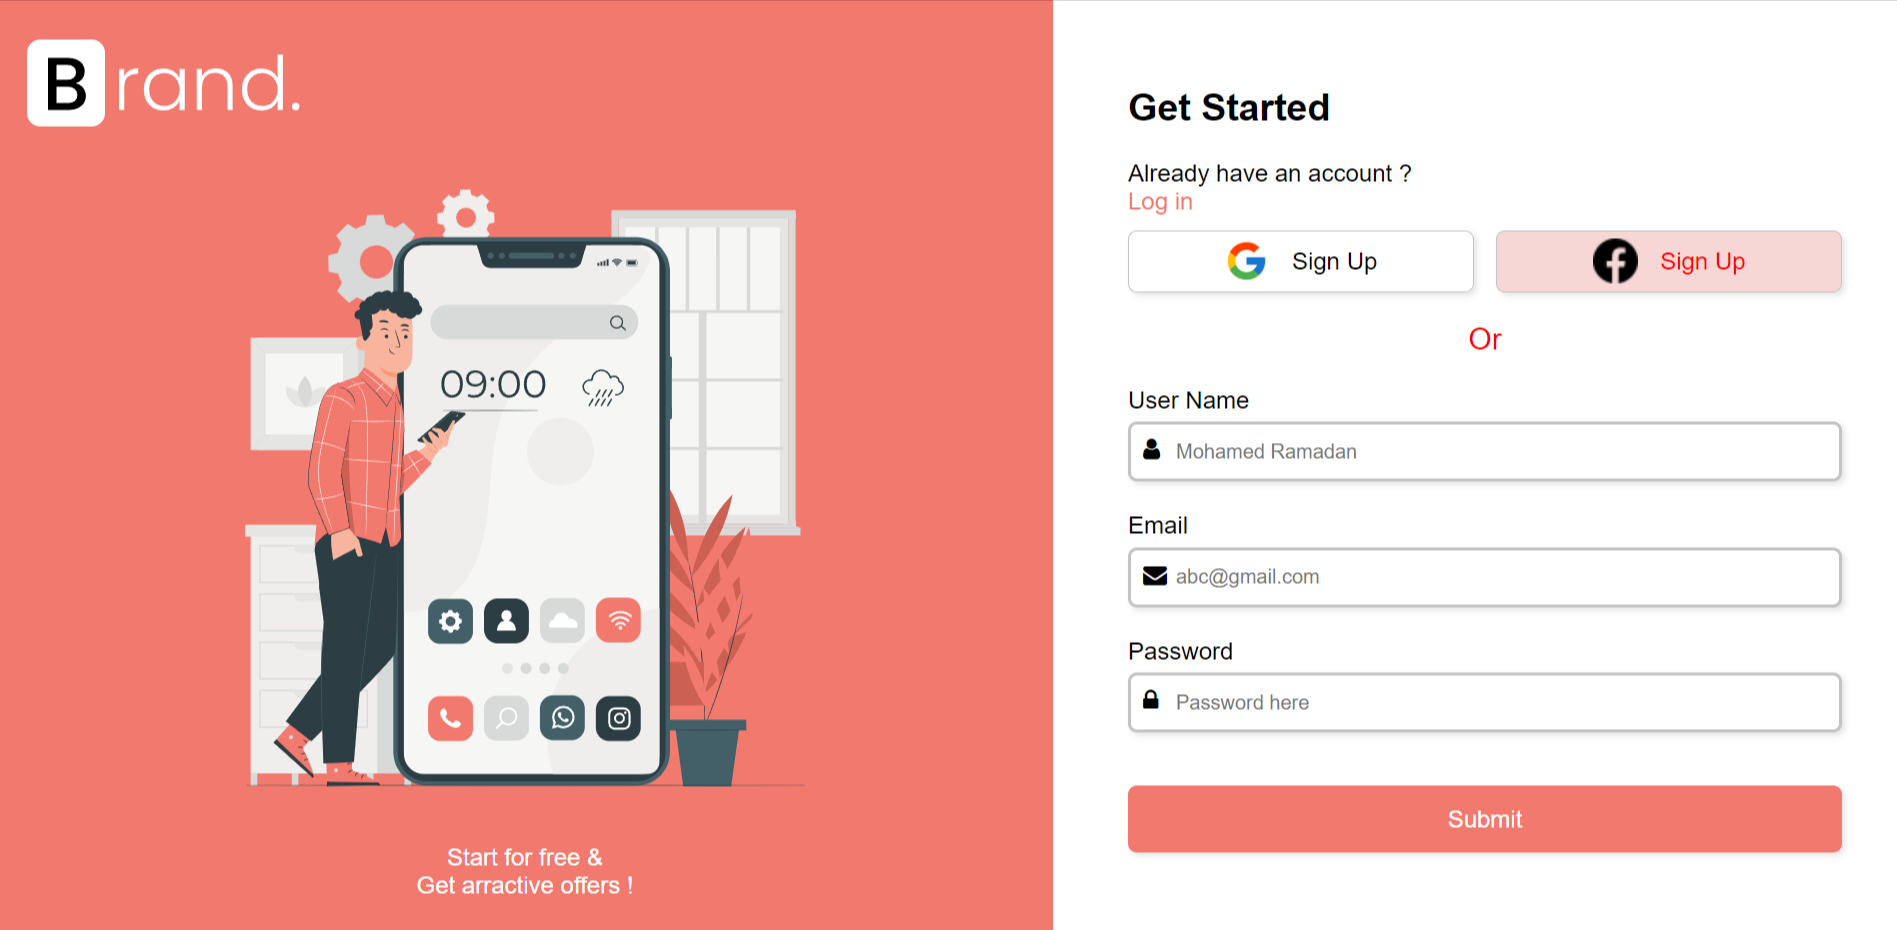 Brand.
09:00
Start for free &
Get arractive offers !
Get Started
Already have an account ?
Log in
Sign Up
Sign Up
Or
User Name
Mohamed Ramadan
Email
abc@gmail.com
Password
Password here
Submit